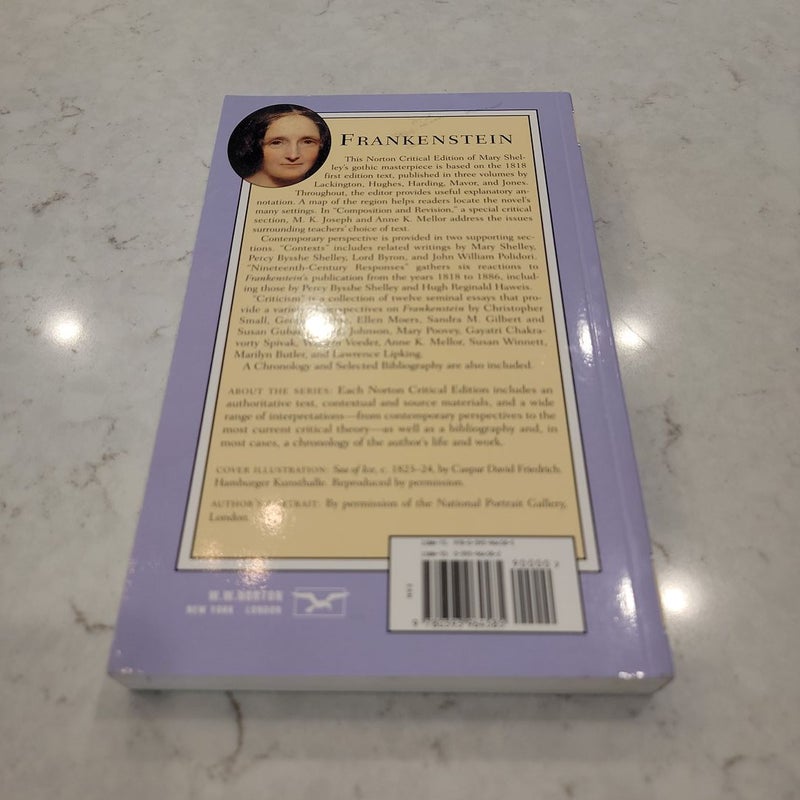 FRANKENSTEIN
This Norton Critical Edition of Mary Shel-
ley's gothic masterpiece is based on the 1818
first edition text, published in three volumes by
Lackington, Hughes, Harding, Mavor, and Jones.
Throughout, the editor provides useful explanatory an-
notation. A map of the region helps readers locate the novel's
many settings. In "Composition and Revision," a special critical
section, M. K. Joseph and Anne K. Mellor address the issues
surrounding teachers' choice of text.
Contemporary perspective is provided in two supporting sec-
tions. "Contexts" includes related writings by Mary Shelley,
Percy Bysshe Shelley, Lord Byron, and John William Polidori.
"Nineteenth-Century Responses" gathers six reactions to
Frankenstein's publication from the years 1818 to 1886, includ-
ing those by Percy Bysshe Shelley and Hugh Reginald Haweis.
"Criticism" is a collection of twelve seminal essays that pro-
vide a variety of perspectives on Frankenstein by Christopher
Small, Ellen Moers, Sandra M. Gilbert and
Susan Johnson, Mary Poovey, Gayatri Chakra-
vorty Spivak, William Veeder, Anne K. Mellor, Susan Winnett,
Marilyn Butler, and Lawrence Lipking.
A Chronology and Selected Bibliography are also included.
ABOUT THE SERIES: Each Norton Critical Edition includes an
authoritative text, contextual and source materials, and a wide
range of interpretations—from contemporary perspectives to the
most current critical theory—as well as a bibliography and, in
most cases, a chronology of the author's life and work.
COVER ILLUSTRATION: Sea of Ice, c. 1823–24, by Caspar David Friedrich.
Hamburger Kunsthalle. Reproduced by permission.
AUTHOR'S PORTRAIT: By permission of the National Portrait Gallery,
London.
90000
9 780393 964585
W.W.NORTON
NEW YORK LONDON